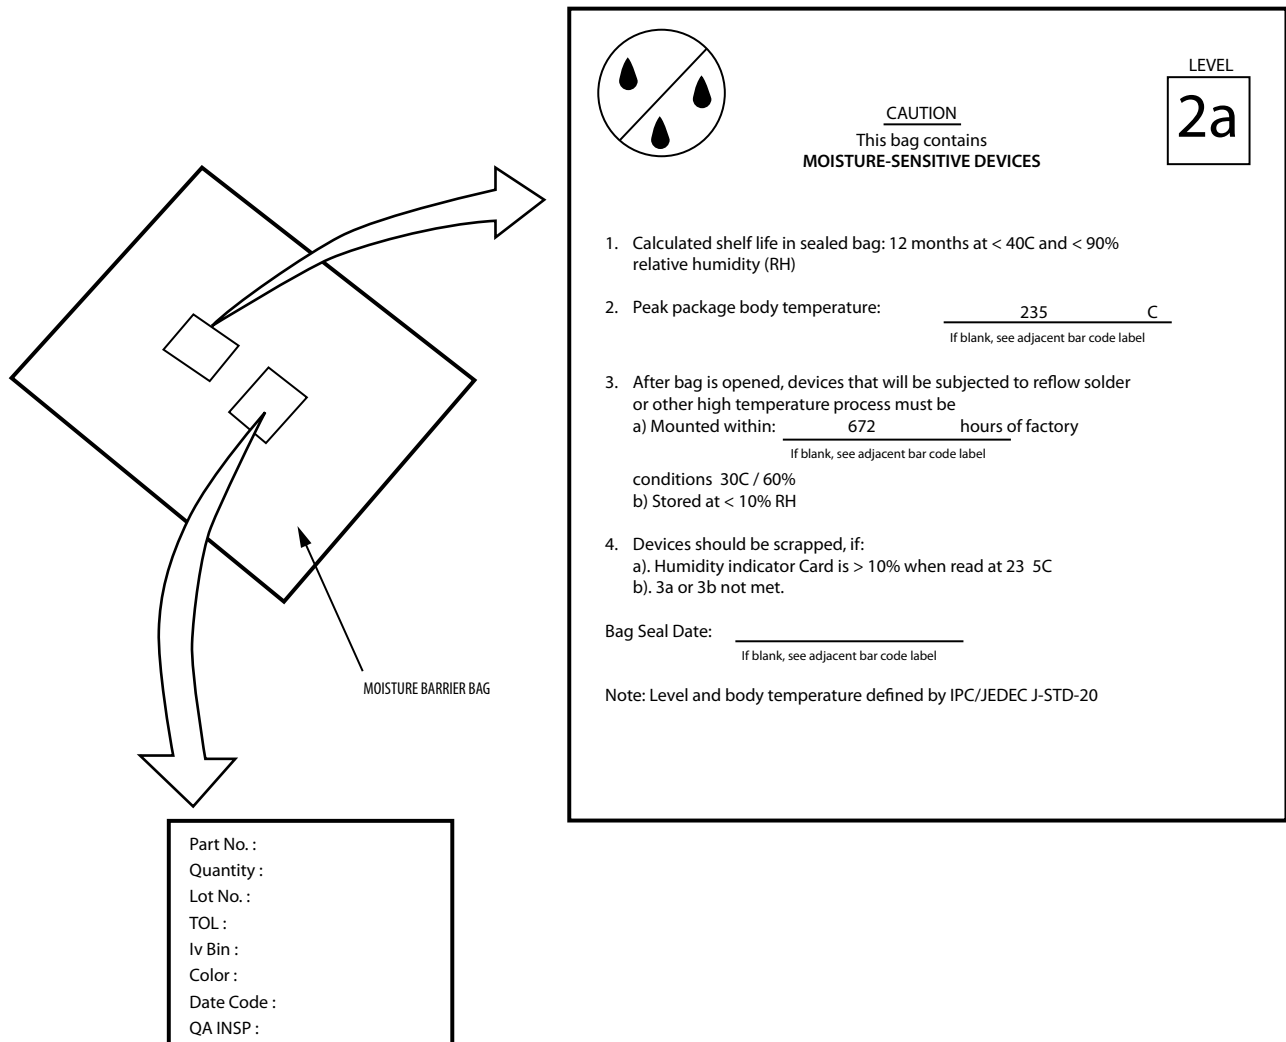 LEVEL
2a
CAUTION
This bag contains
MOISTURE-SENSITIVE DEVICES
1. Calculated shelf life in sealed bag: 12 months at < 40C and < 90%
relative humidity (RH)
2. Peak package body temperature: 235 C
If blank, see adjacent bar code label
3. After bag is opened, devices that will be subjected to reflow solder
or other high temperature process must be
a) Mounted within: 672 hours of factory
If blank, see adjacent bar code label
conditions 30C / 60%
b) Stored at < 10% RH
4. Devices should be scrapped, if:
a). Humidity indicator Card is > 10% when read at 23 5C
b). 3a or 3b not met.
Bag Seal Date:
If blank, see adjacent bar code label
Note: Level and body temperature defined by IPC/JEDEC J-STD-20
MOISTURE BARRIER BAG
Part No. :
Quantity :
Lot No. :
TOL :
Iv Bin :
Color :
Date Code :
QA INSP :